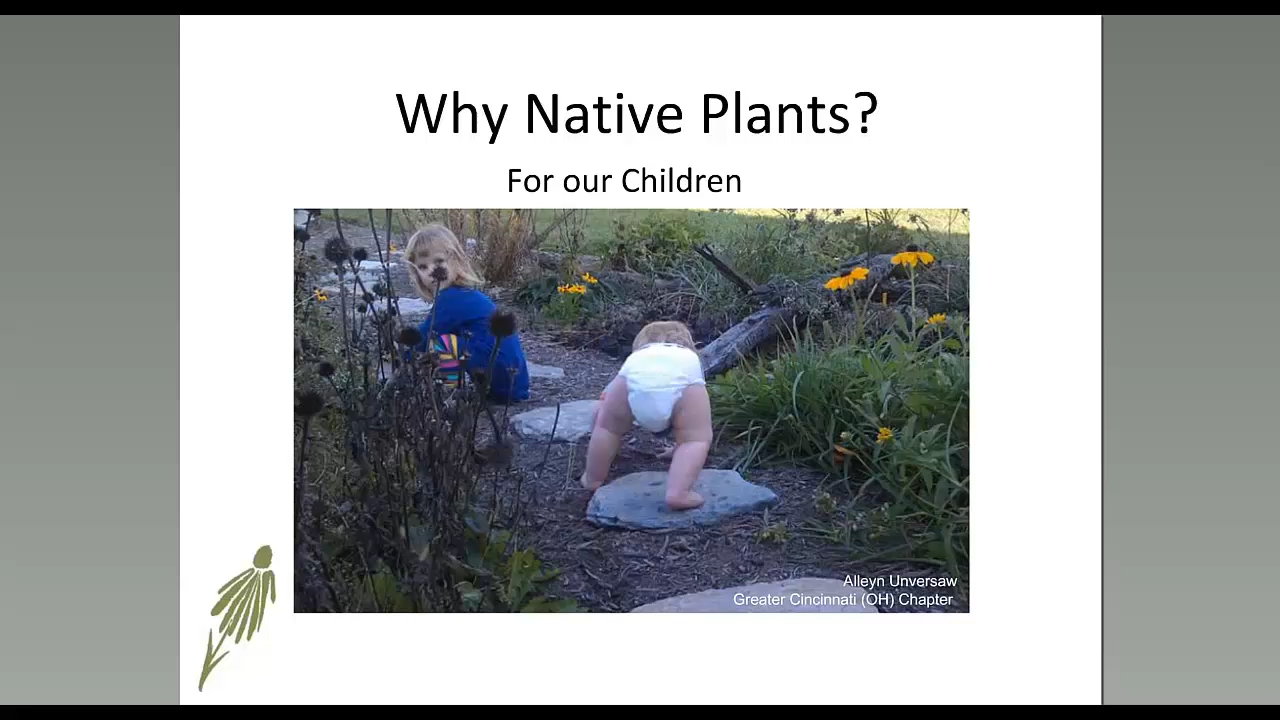 Why Native Plants?
For our Children
Alleyn Unversaw
Greater Cincinnati (OH) Chapter